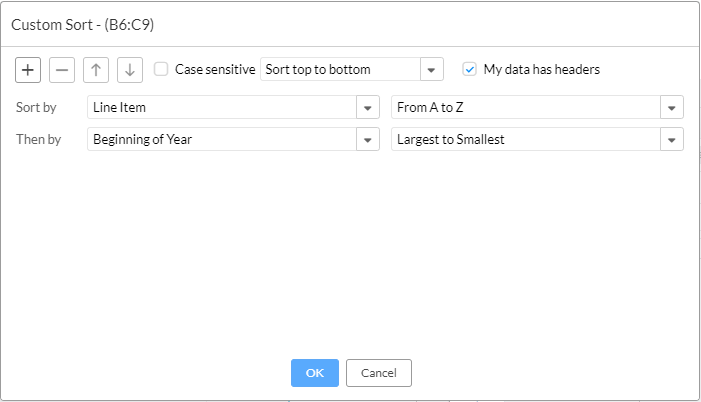 Custom Sort - (B6:C9)
Case sensitive Sort top to bottom My data has headers
Sort by Line Item From A to Z
Then by Beginning of Year Largest to Smallest
OK Cancel